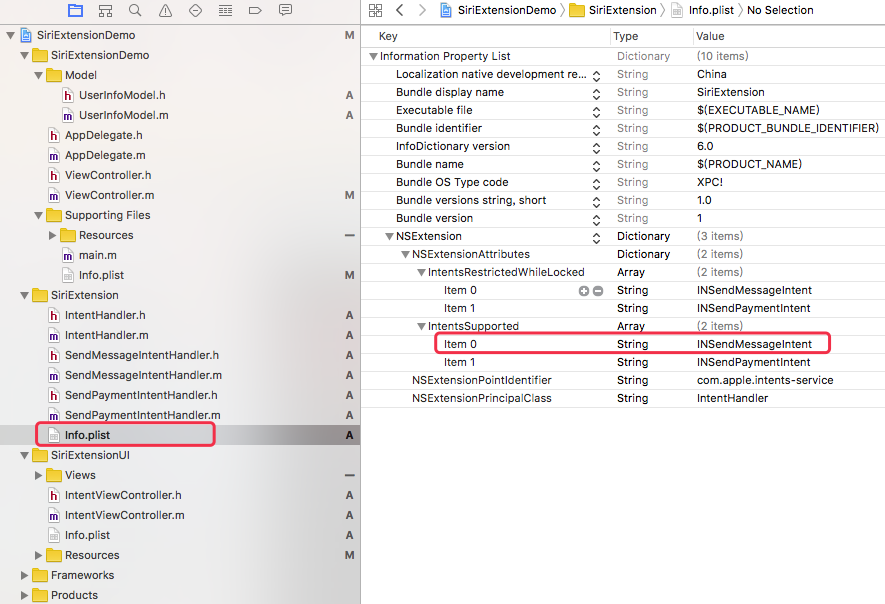 SiriExtensionDemo M
SiriExtensionDemo
Model
h UserInfoModel.h A
m UserInfoModel.m A
h AppDelegate.h
m AppDelegate.m
h ViewController.h
m ViewController.m M
Supporting Files
Resources
m main.m
Info.plist M
SiriExtension
h IntentHandler.h A
m IntentHandler.m A
h SendMessageIntentHandler.h A
m SendMessageIntentHandler.m A
h SendPaymentIntentHandler.h A
m SendPaymentIntentHandler.m A
Info.plist A
SiriExtensionUI
Views
h IntentViewController.h A
m IntentViewController.m A
Info.plist A
Resources M
Frameworks
Products
SiriExtensionDemo SiriExtension Info.plist No Selection
Key Type Value
Information Property List Dictionary (10 items)
Localization native development re... String China
Bundle display name String SiriExtension
Executable file String $(EXECUTABLE_NAME)
Bundle identifier String $(PRODUCT_BUNDLE_IDENTIFIER)
InfoDictionary version String 6.0
Bundle name String $(PRODUCT_NAME)
Bundle OS Type code String XPC!
Bundle versions string, short String 1.0
Bundle version String 1
NSExtension Dictionary (3 items)
NSExtensionAttributes Dictionary (2 items)
IntentsRestrictedWhileLocked Array (2 items)
Item 0 String INSendMessageIntent
Item 1 String INSendPaymentIntent
IntentsSupported Array (2 items)
Item 0 String INSendMessageIntent
Item 1 String INSendPaymentIntent
NSExtensionPointIdentifier String com.apple.intents-service
NSExtensionPrincipalClass String IntentHandler